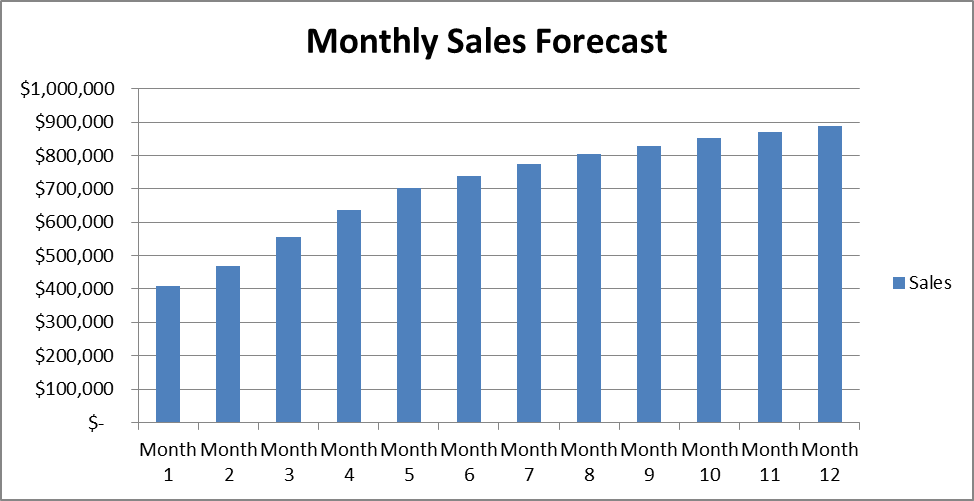 Monthly Sales Forecast
$1,000,000
$900,000
$800,000
$700,000
$600,000
$500,000
$400,000
$300,000
$200,000
$100,000
$-
Sales
Month Month Month Month Month Month Month Month Month Month Month Month
1 2 3 4 5 6 7 8 9 10 11 12